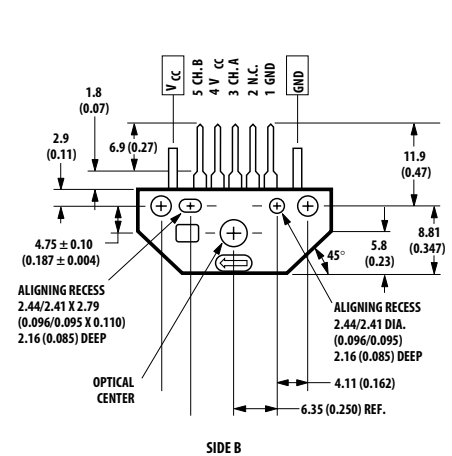 V CC
5 CH. B
4 V CC
3 CH. A
2 N.C.
1 GND
GND
1.8
(0.07)
2.9
(0.11)
6.9 (0.27)
11.9
(0.47)
4.75 ± 0.10
(0.187 ± 0.004)
45°
5.8
(0.23)
8.81
(0.347)
ALIGNING RECESS
2.44/2.41 X 2.79
(0.096/0.095 X 0.110)
2.16 (0.085) DEEP
ALIGNING RECESS
2.44/2.41 DIA.
(0.096/0.095)
2.16 (0.085) DEEP
OPTICAL
CENTER
4.11 (0.162)
6.35 (0.250) REF.
SIDE B